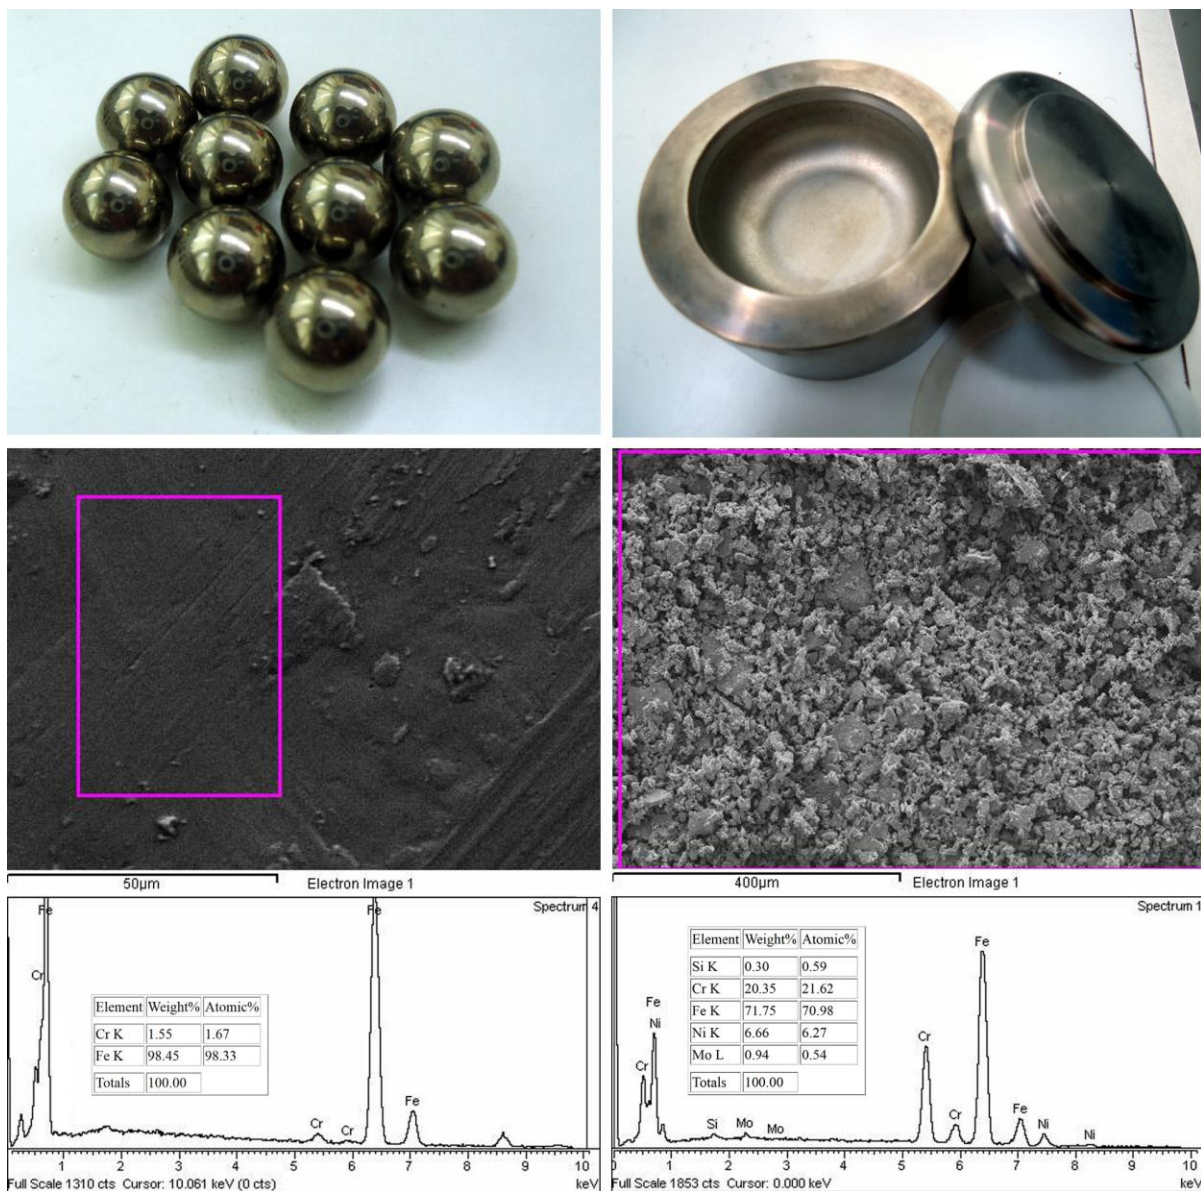 50μm
Electron Image 1
400μm
Electron Image 1
Spectrum 4
Fe
Fe
Cr
Element Weight% Atomic%
Cr K 1.55 1.67
Fe K 98.45 98.33
Totals 100.00
Cr
Cr
Fe
1 2 3 4 5 6 7 8 9 10
Full Scale 1310 cts Cursor: 10.061 keV (0 cts)
keV
Spectrum 1
Element Weight% Atomic%
Si K 0.30 0.59
Cr K 20.35 21.62
Fe K 71.75 70.98
Ni K 6.66 6.27
Mo L 0.94 0.54
Totals 100.00
Fe
Fe
Ni
Cr
Cr
Si
Mo
Mo
Cr
Fe
Ni
Ni
0 1 2 3 4 5 6 7 8 9 10
Full Scale 1853 cts Cursor: 0.000 keV
keV